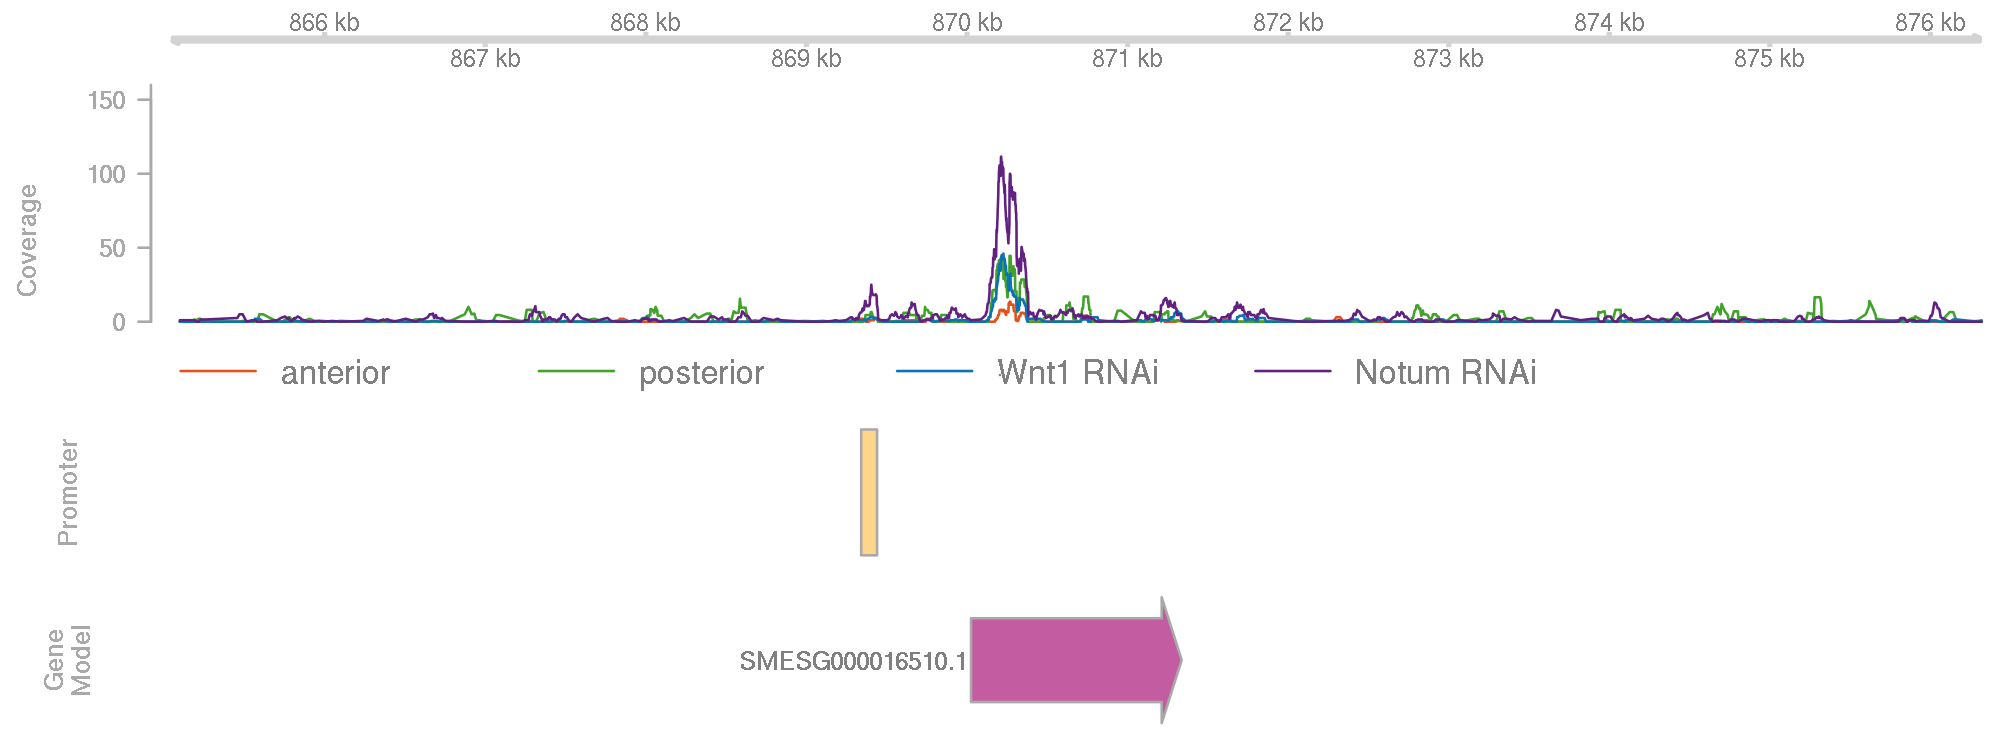 866 kb 868 kb 870 kb 872 kb 874 kb 876 kb
867 kb 869 kb 871 kb 873 kb 875 kb
150
100
50
0
Coverage
anterior posterior Wnt1 RNAi Notum RNAi
Promoter
Gene
Model
SMESG000016510.1